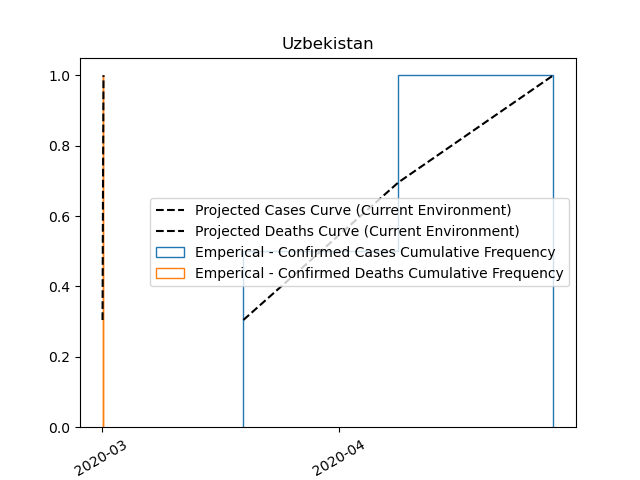 Uzbekistan
1.0
0.8
0.6
0.4
0.2
0.0
Projected Cases Curve (Current Environment)
Projected Deaths Curve (Current Environment)
Emperical - Confirmed Cases Cumulative Frequency
Emperical - Confirmed Deaths Cumulative Frequency
2020-03
2020-04